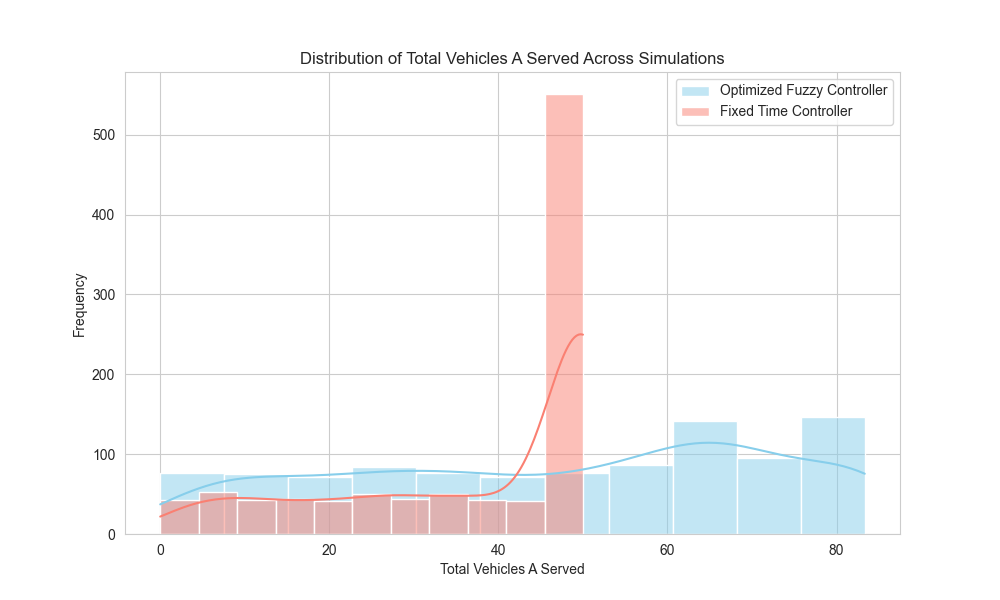 Distribution of Total Vehicles A Served Across Simulations
Optimized Fuzzy Controller
Fixed Time Controller
Frequency
500
400
300
200
100
0
0 20 40 60 80
Total Vehicles A Served